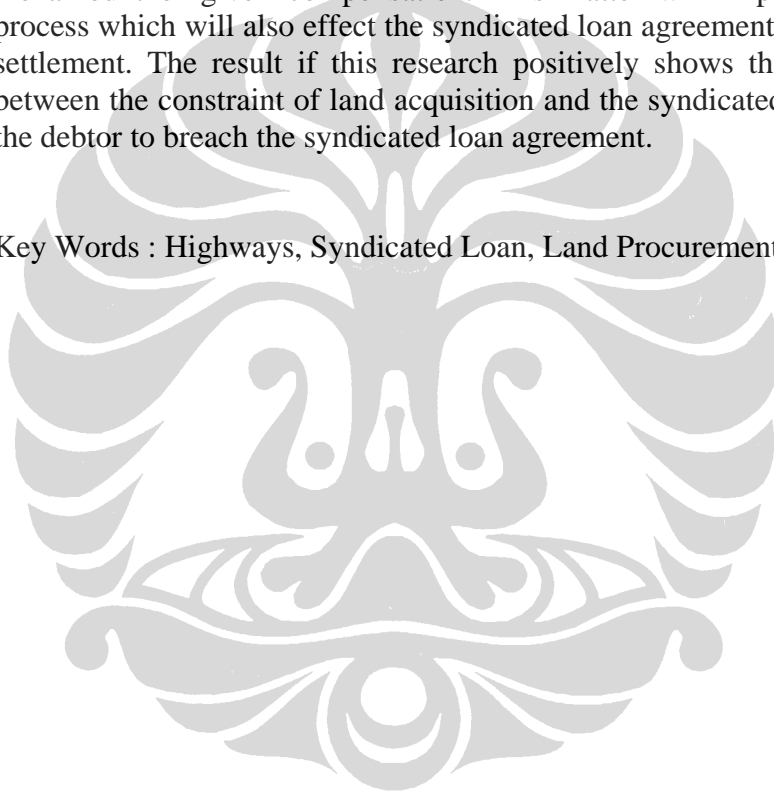 process which will also effect the syndicated loan agreement
settlement. The result if this research positively shows th
between the constraint of land acquisition and the syndicated
the debtor to breach the syndicated loan agreement.
Key Words : Highways, Syndicated Loan, Land Procurement